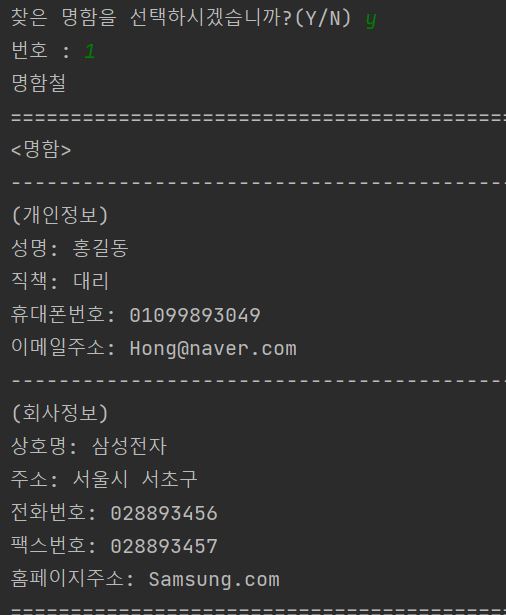 찾은 명함을 선택하시겠습니까?(Y/N) y
번호 : 1
명함철
==========================================
<명함>
------------------------------------------
(개인정보)
성명: 홍길동
직책: 대리
휴대폰번호: 01099893049
이메일주소: Hong@naver.com
------------------------------------------
(회사정보)
상호명: 삼성전자
주소: 서울시 서초구
전화번호: 028893456
팩스번호: 028893457
홈페이지주소: Samsung.com
==========================================